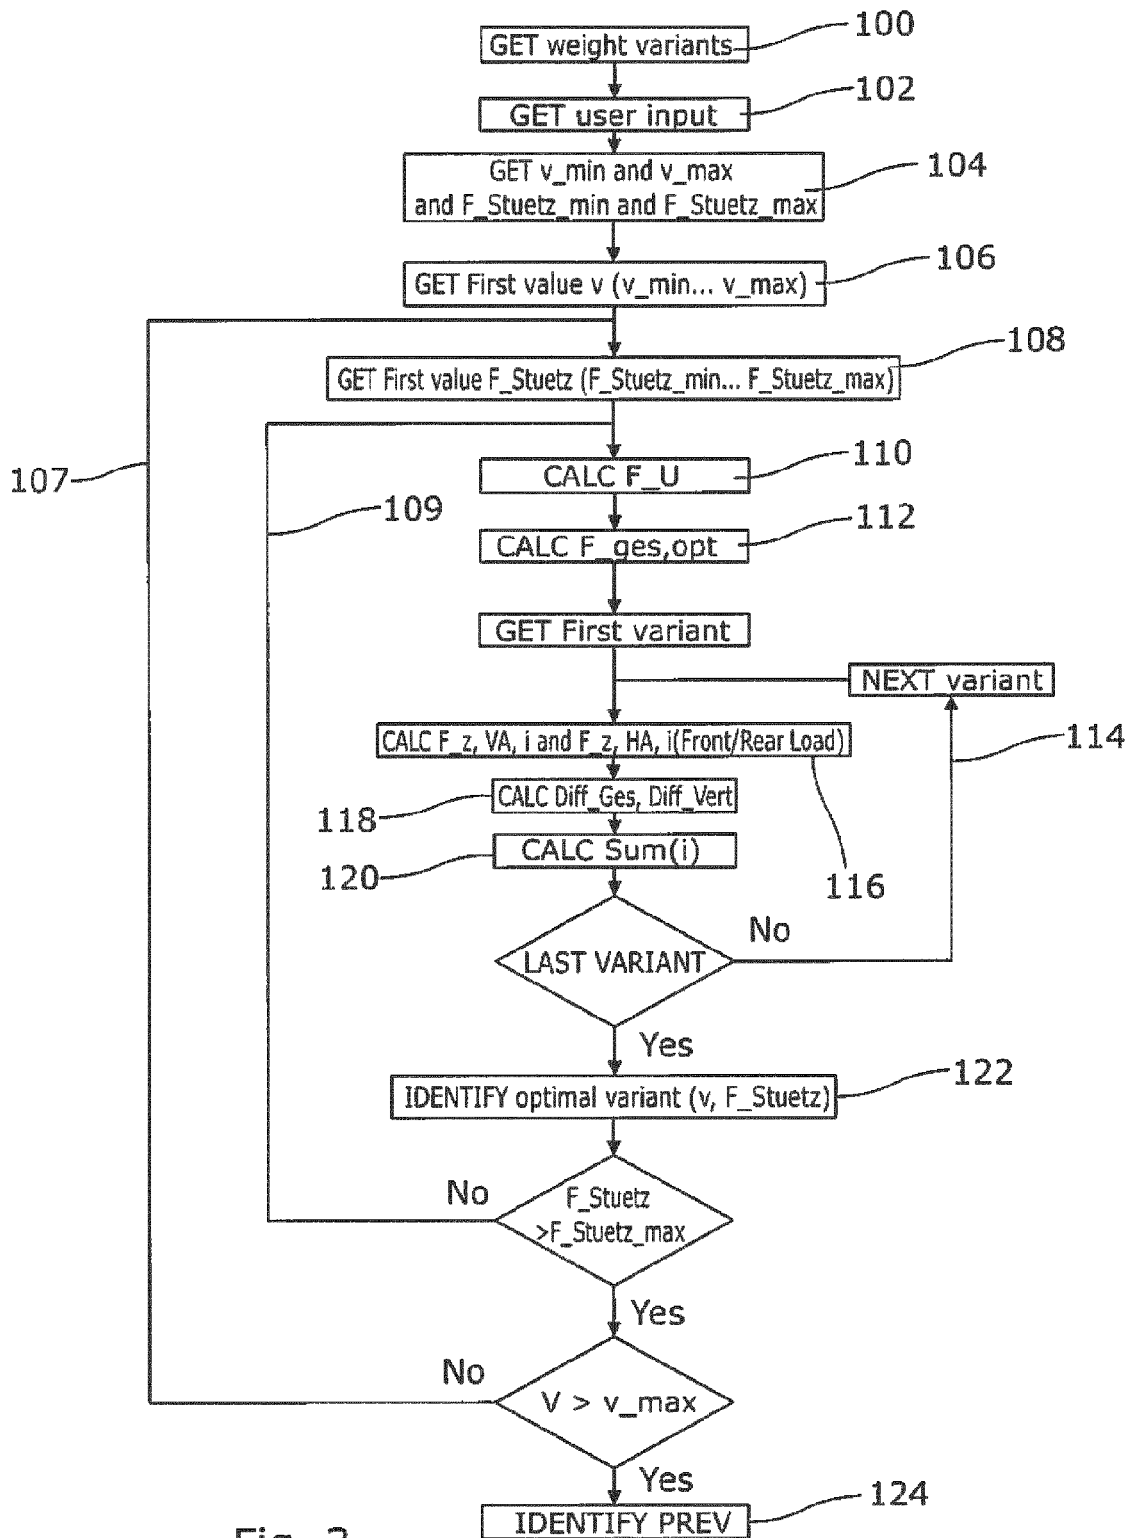 100
GET weight variants
102
GET user input
104
GET v_min and v_max
and F_Stuetz_min and F_Stuetz_max
106
GET First value v (v_min... v_max)
108
GET First value F_Stuetz (F_Stuetz_min... F_Stuetz_max)
107
109
110
CALC F_U
112
CALC F_ges,opt
GET First variant
NEXT variant
114
CALC F_z, VA, i and F_z, HA, i(Front/Rear Load)
118
CALC Diff_Ges, Diff_Vert
120
CALC Sum(i)
116
No
LAST VARIANT
Yes
122
IDENTIFY optimal variant (v, F_Stuetz)
No
F_Stuetz
>F_Stuetz_max
Yes
No
V > v_max
Yes
124
IDENTIFY PREV